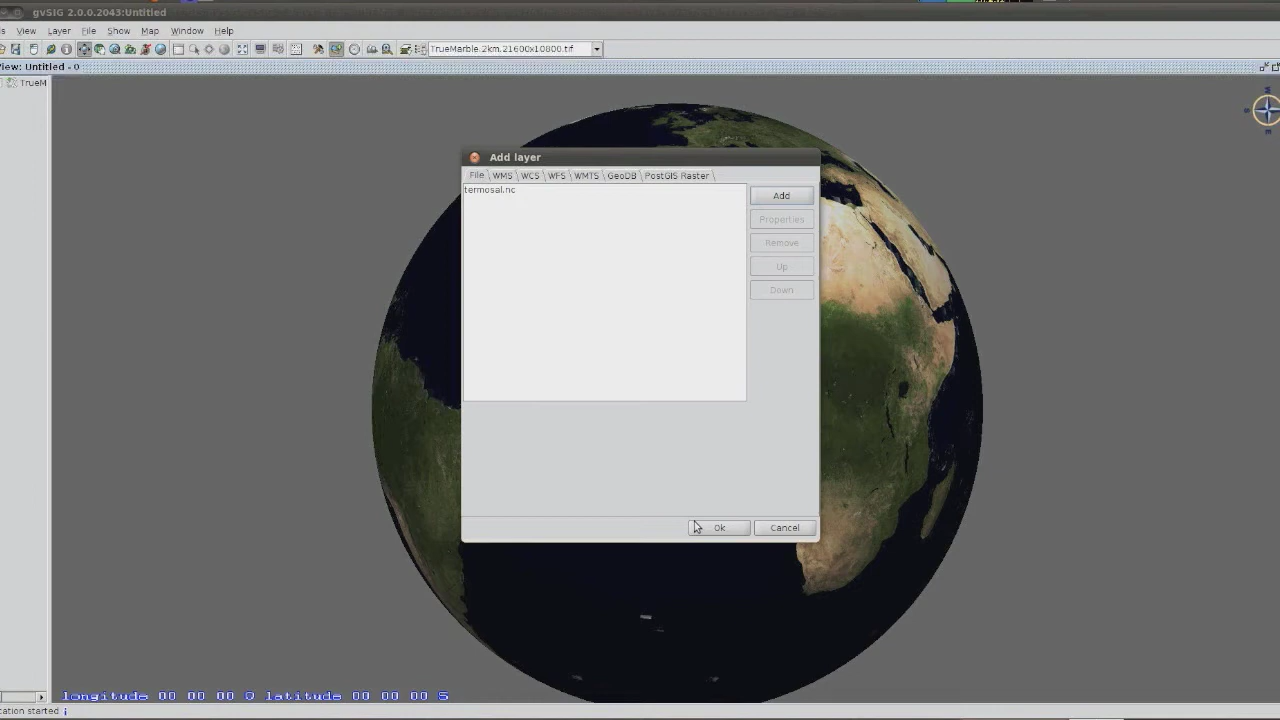 gvSIG 2.0.0.2043:Untitled
View Layer File Show Map Window Help
TrueMarble.2km.21600x10800.tif
View: Untitled - 0
TrueM
Add layer
File WMS WCS WFS WMTS GeoDB PostGIS Raster
termosal.nc
Add
Properties
Remove
Up
Down
Ok Cancel
longitude 00 00 00 O latitude 00 00 00 S
cation started